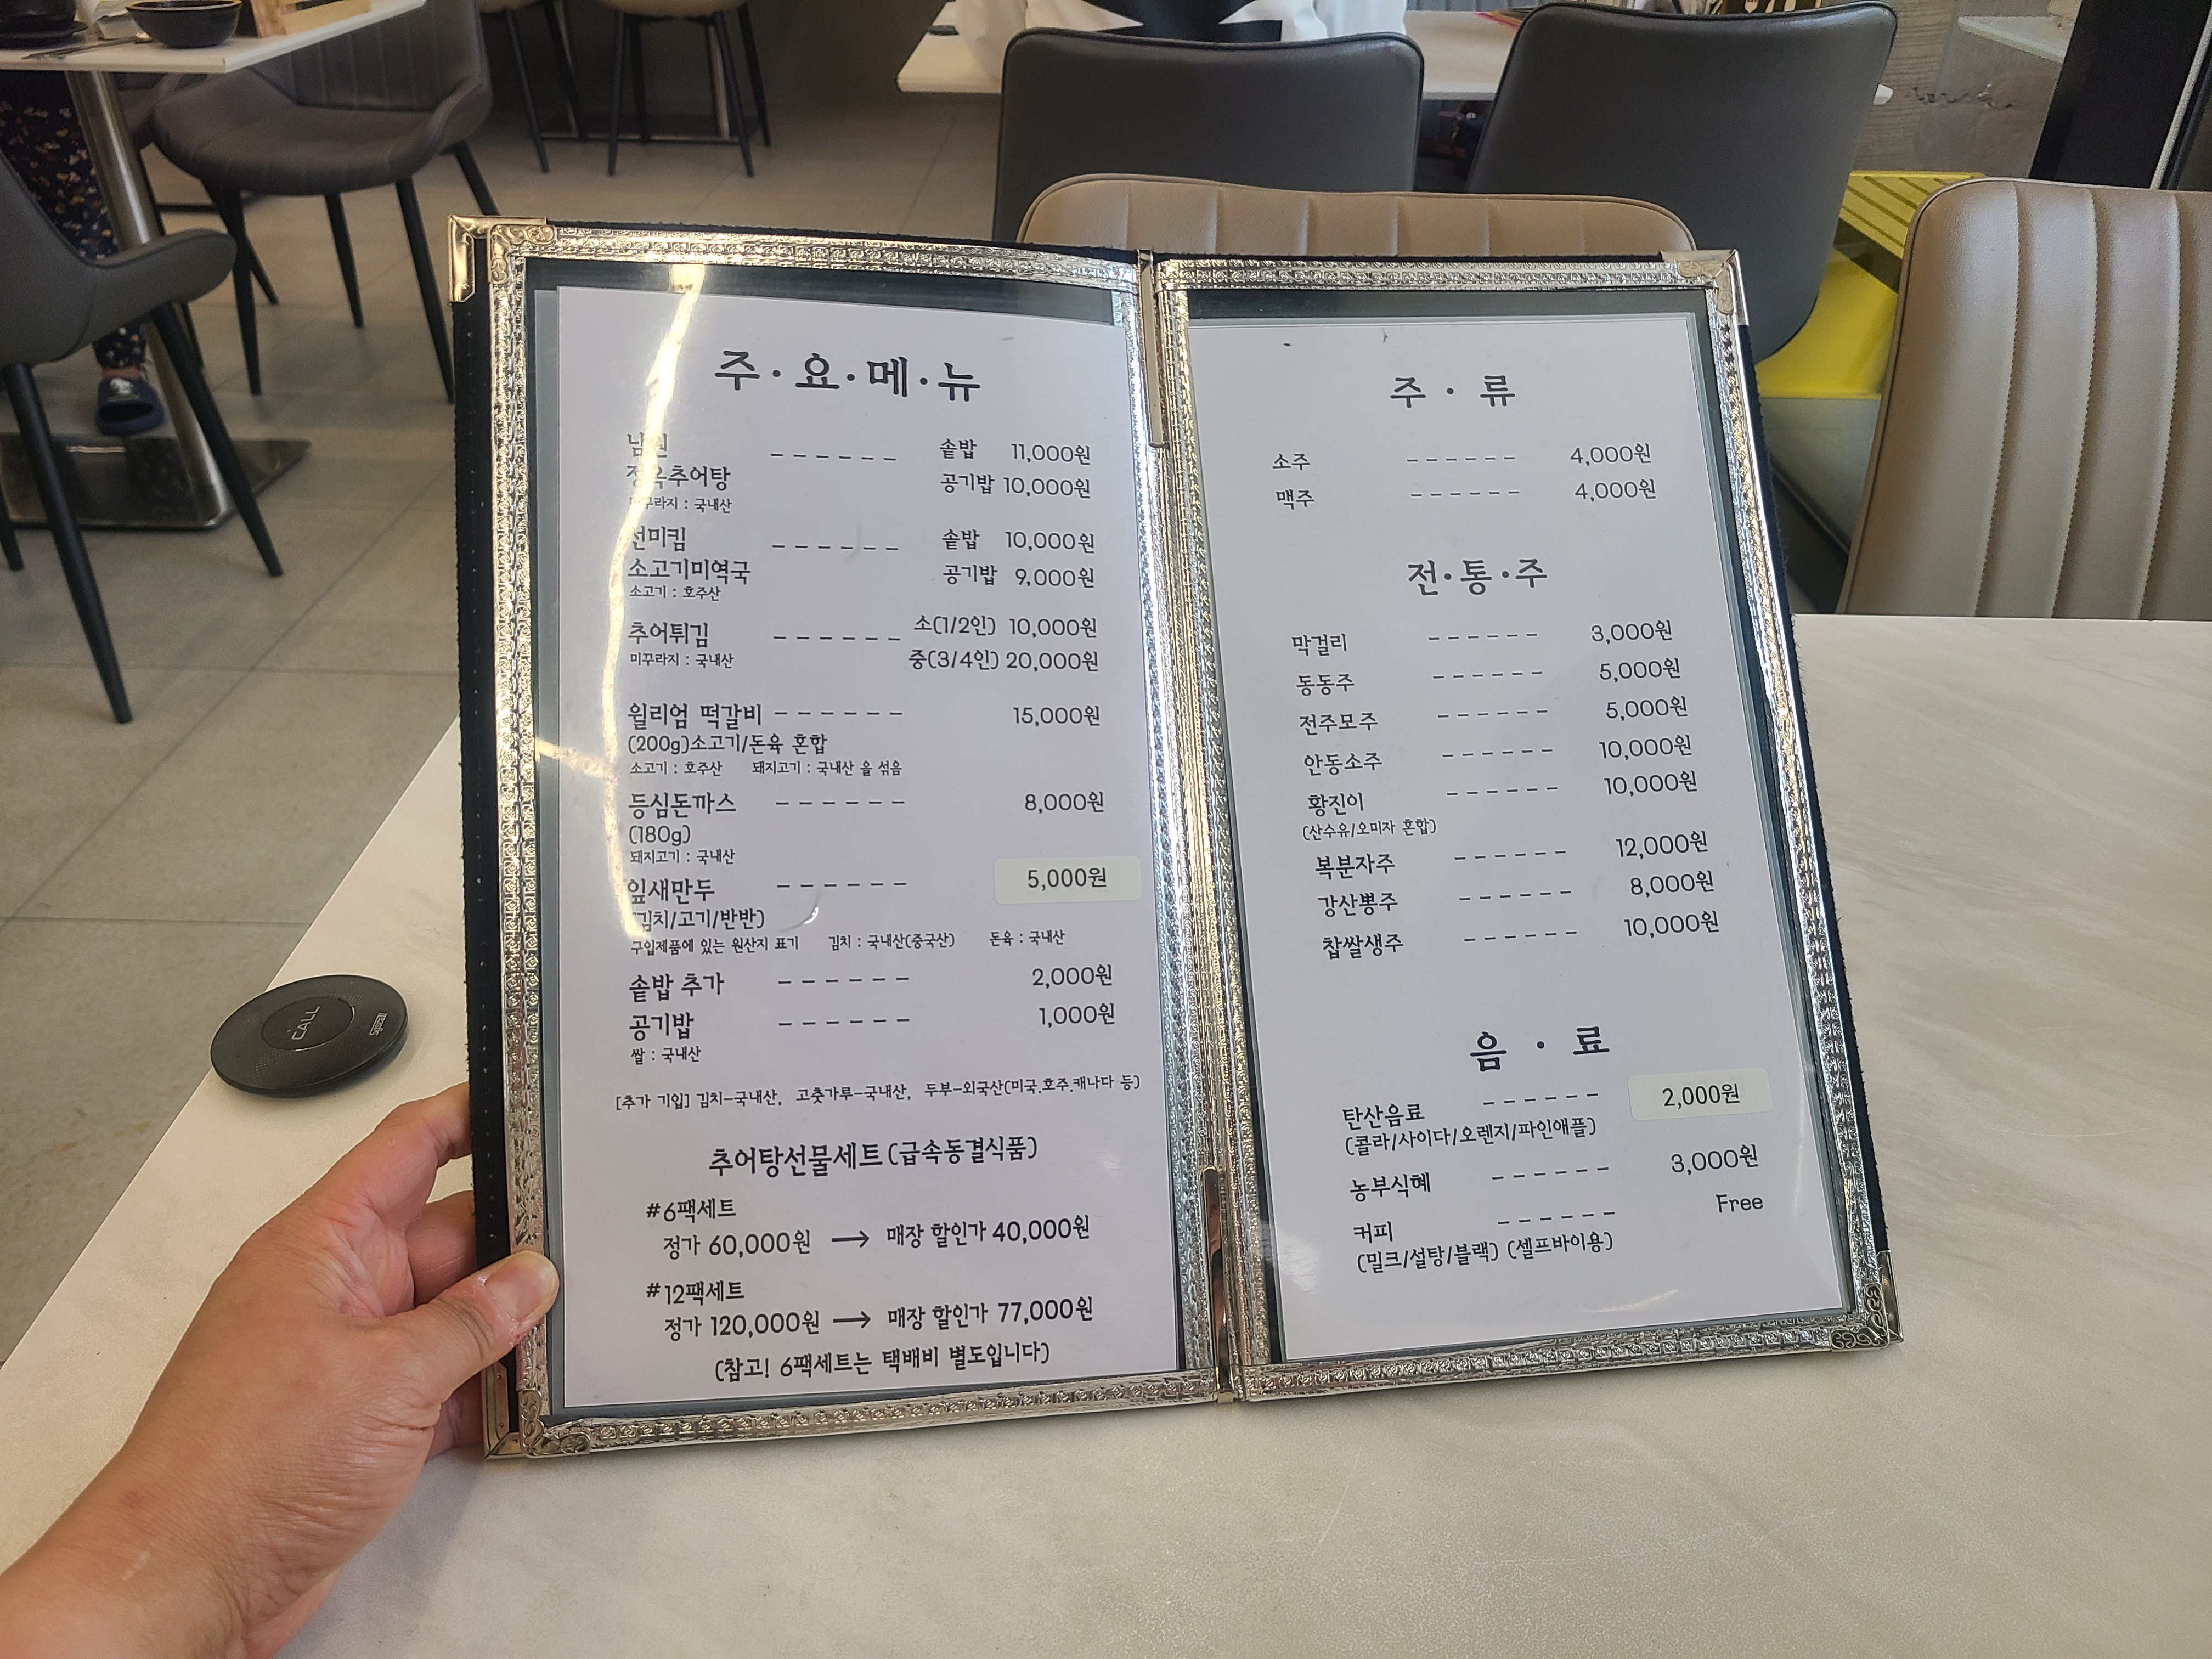 주·요·메·뉴
남원 ------ 솥밥 11,000원
정옥추어탕 공기밥 10,000원
미꾸라지 : 국내산
선미킴 ------ 솥밥 10,000원
소고기미역국 공기밥 9,000원
소고기 : 호주산
추어튀김 ------ 소(1/2인) 10,000원
미꾸라지 : 국내산 중(3/4인) 20,000원
윌리엄 떡갈비 ------ 15,000원
(200g)소고기/돈육 혼합
소고기 : 호주산 돼지고기 : 국내산 을 섞음
등심돈까스 ------ 8,000원
(180g)
돼지고기 : 국내산
잎새만두 ------ 5,000원
(김치/고기/반반)
구입제품에 있는 원산지 표기 김치 : 국내산(중국산) 돈육 : 국내산
솥밥 추가 ------ 2,000원
공기밥 ------ 1,000원
쌀 : 국내산
[추가 기입] 김치-국내산, 고춧가루-국내산, 두부-외국산(미국.호주.캐나다 등)
추어탕선물세트(급속동결식품)
#6팩세트
정가 60,000원 → 매장 할인가 40,000원
#12팩세트
정가 120,000원 → 매장 할인가 77,000원
(참고! 6팩세트는 택배비 별도입니다)
주·류
소주 ------ 4,000원
맥주 ------ 4,000원
전·통·주
막걸리 ------ 3,000원
동동주 ------ 5,000원
전주모주 ------ 5,000원
안동소주 ------ 10,000원
황진이 ------ 10,000원
(산수유/오미자 혼합)
복분자주 ------ 12,000원
강산뽕주 ------ 8,000원
찹쌀생주 ------ 10,000원
음·료
탄산음료 ------ 2,000원
(콜라/사이다/오렌지/파인애플)
농부식혜 ------ 3,000원
커피 ------ Free
(밀크/설탕/블랙) (셀프바이용)
CALL
Syscall